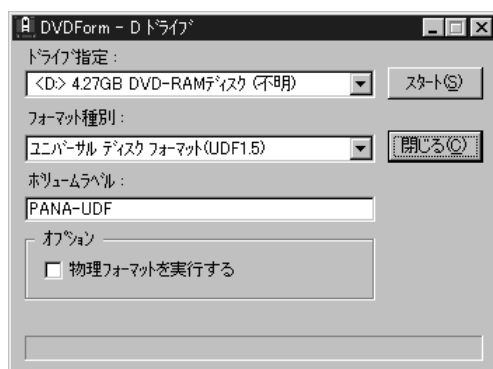 DVDForm - D ﾄﾞﾗｲﾌﾞ
ﾄﾞﾗｲﾌﾞ指定：
<D:> 4.27GB DVD-RAMﾃﾞｨｽｸ (不明)
ｽﾀｰﾄ(S)
ﾌｫｰﾏｯﾄ種別：
ﾕﾆﾊﾞｰｻﾙ ﾃﾞｨｽｸ ﾌｫｰﾏｯﾄ(UDF1.5)
閉じる(C)
ﾎﾞﾘｭｰﾑﾗﾍﾞﾙ：
PANA-UDF
ｵﾌﾟｼｮﾝ
物理ﾌｫｰﾏｯﾄを実行する